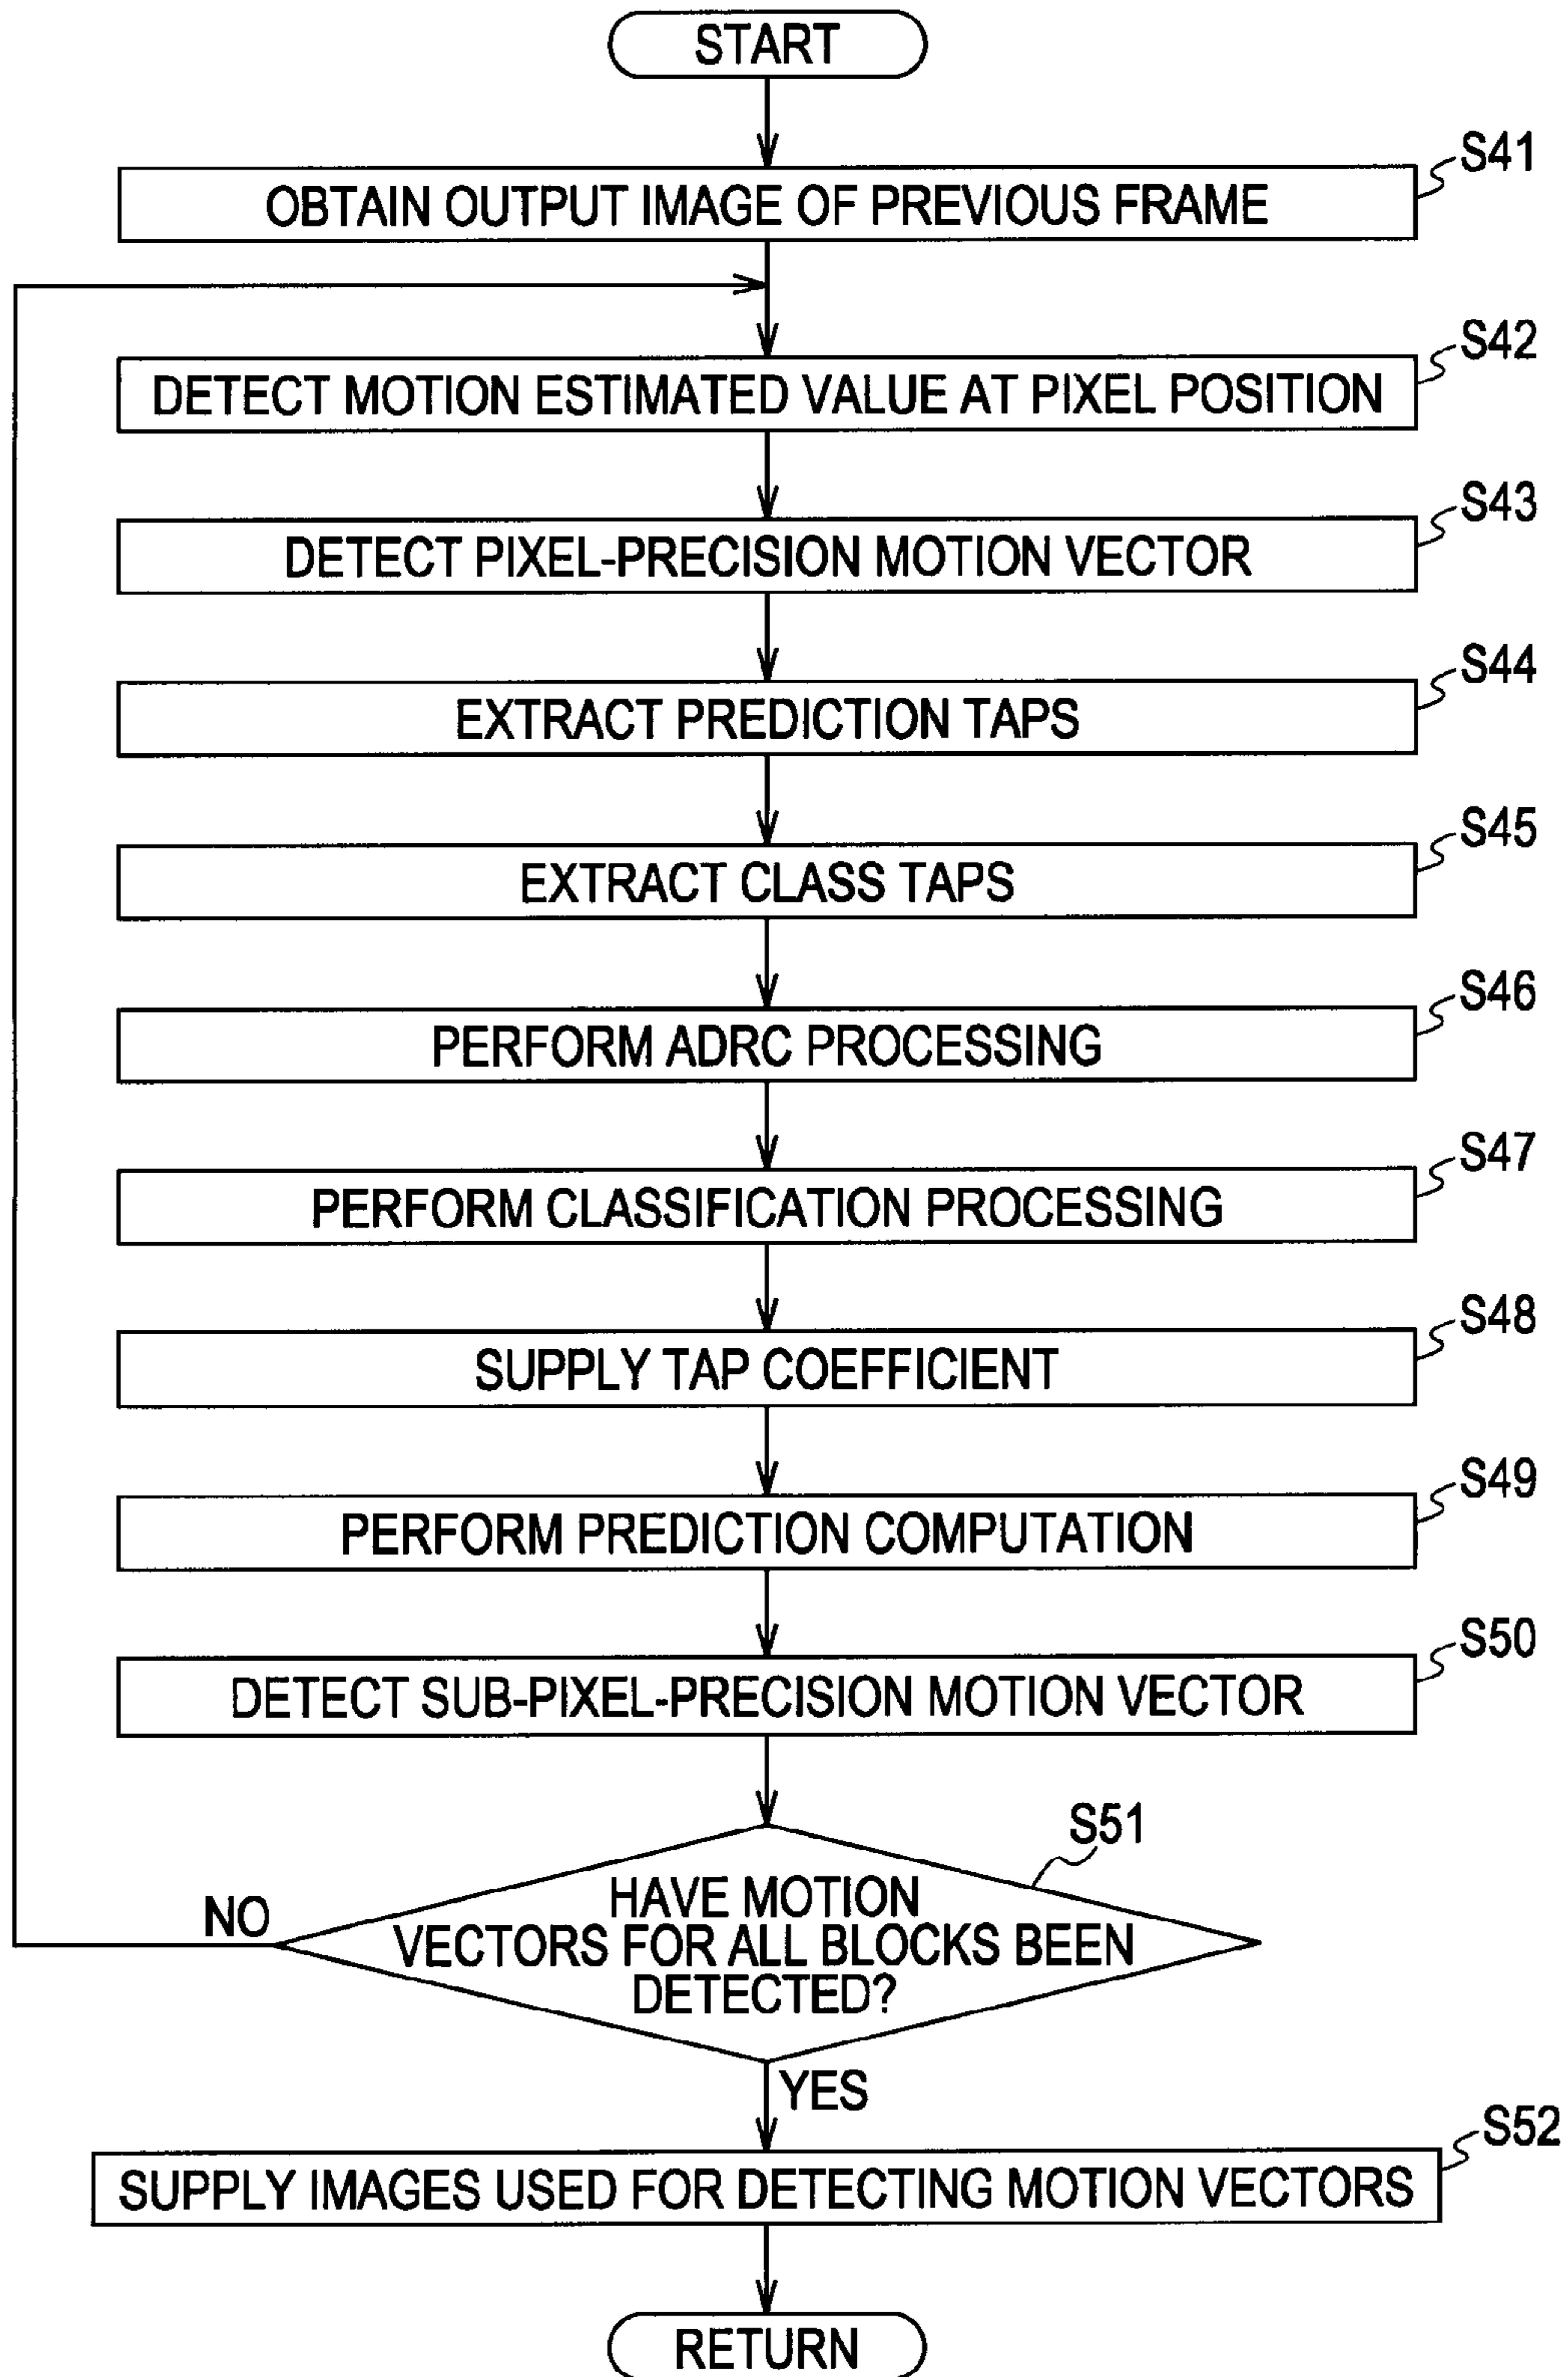 START
S41
OBTAIN OUTPUT IMAGE OF PREVIOUS FRAME
S42
DETECT MOTION ESTIMATED VALUE AT PIXEL POSITION
S43
DETECT PIXEL-PRECISION MOTION VECTOR
S44
EXTRACT PREDICTION TAPS
S45
EXTRACT CLASS TAPS
S46
PERFORM ADRC PROCESSING
S47
PERFORM CLASSIFICATION PROCESSING
S48
SUPPLY TAP COEFFICIENT
S49
PERFORM PREDICTION COMPUTATION
S50
DETECT SUB-PIXEL-PRECISION MOTION VECTOR
S51
HAVE MOTION
VECTORS FOR ALL BLOCKS BEEN
DETECTED?
NO
YES
S52
SUPPLY IMAGES USED FOR DETECTING MOTION VECTORS
RETURN